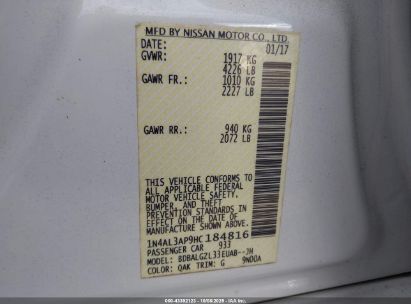 MFD BY NISSAN MOTOR CO., LTD.
DATE: 01/17
GVWR: 1917 KG
4226 LB
GAWR FR: 1010 KG
2227 LB
GAWR RR: 940 KG
2072 LB
THIS VEHICLE CONFORMS TO
ALL APPLICABLE FEDERAL
MOTOR VEHICLE SAFETY,
BUMPER, AND THEFT
PREVENTION STANDARDS IN
EFFECT ON THE DATE OF
MANUFACTURE SHOWN ABOVE.
1N4AL3AP9HC184816
PASSENGER CAR 933
MODEL: BDBALGZL33EUAB--JH
COLOR: QAK TRIM: G 9N00A